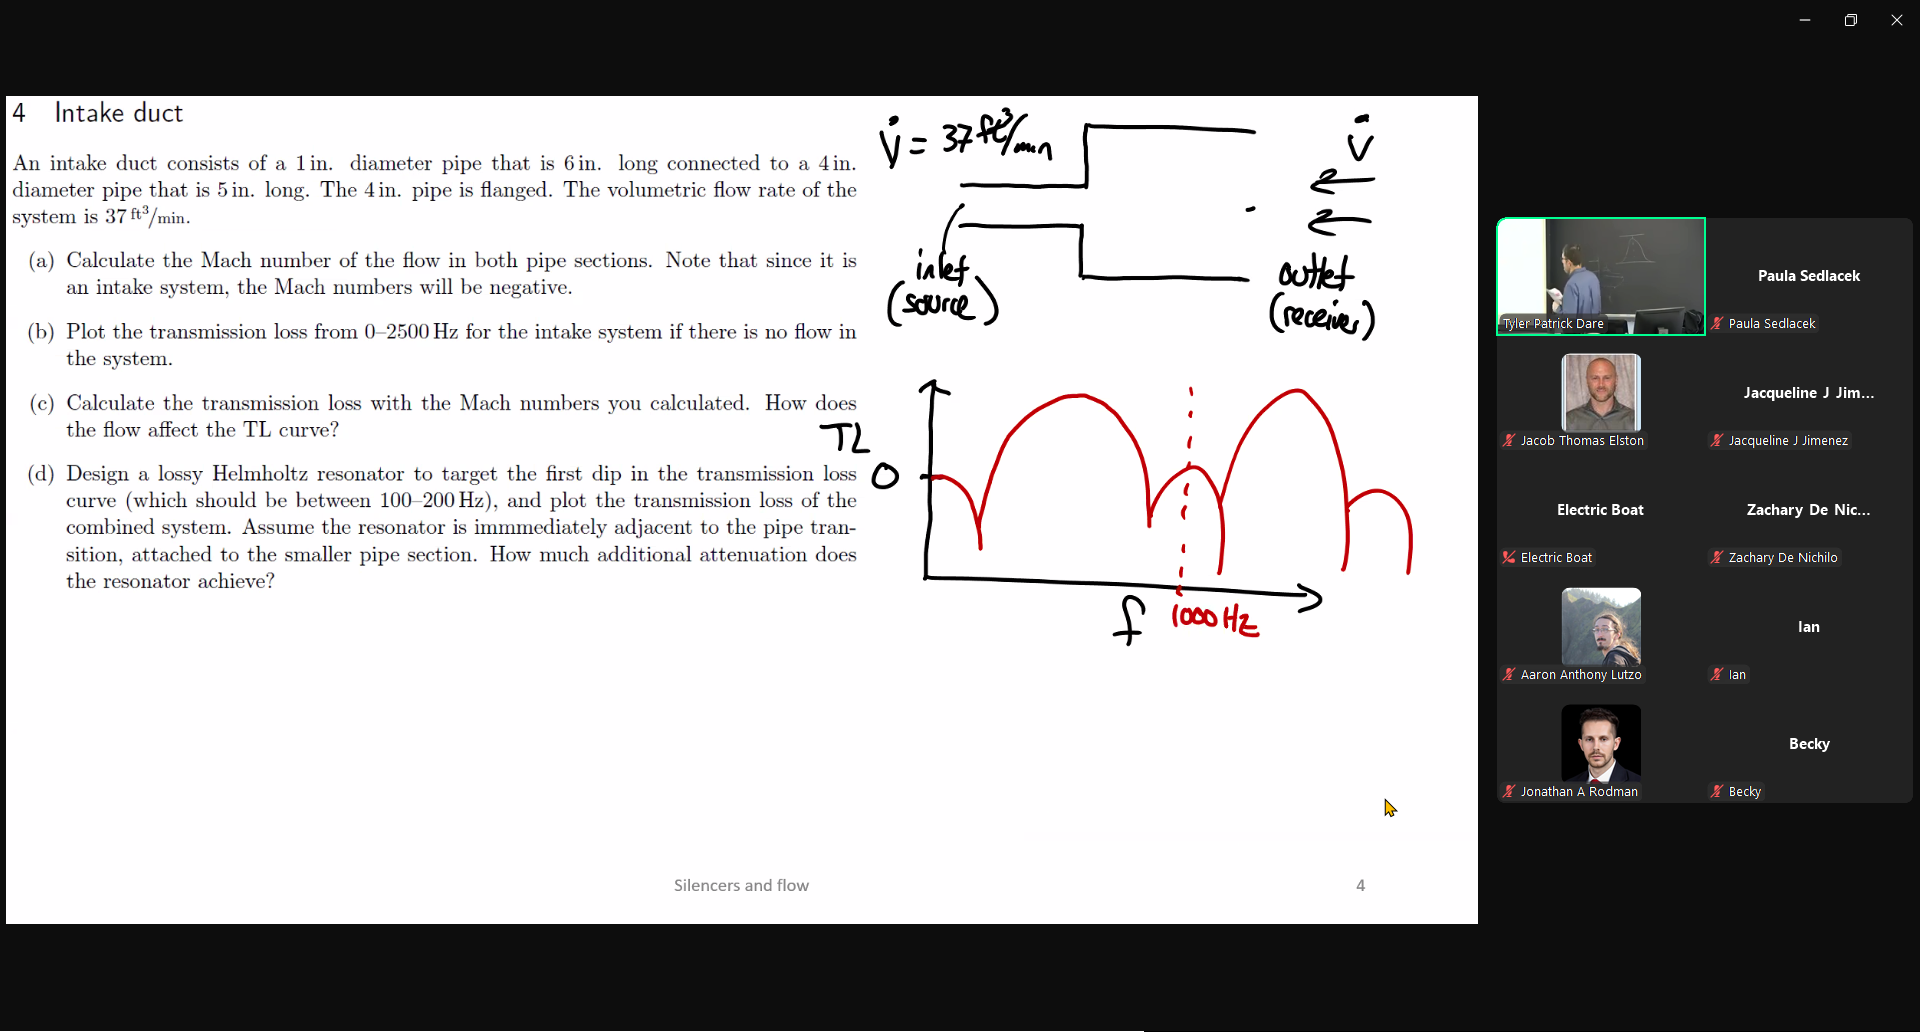 4 Intake duct
An intake duct consists of a 1 in. diameter pipe that is 6 in. long connected to a 4 in.
diameter pipe that is 5 in. long. The 4 in. pipe is flanged. The volumetric flow rate of the
system is 37 ft³/min.
(a) Calculate the Mach number of the flow in both pipe sections. Note that since it is
an intake system, the Mach numbers will be negative.
(b) Plot the transmission loss from 0–2500 Hz for the intake system if there is no flow in
the system.
(c) Calculate the transmission loss with the Mach numbers you calculated. How does
the flow affect the TL curve?
(d) Design a lossy Helmholtz resonator to target the first dip in the transmission loss
curve (which should be between 100–200 Hz), and plot the transmission loss of the
combined system. Assume the resonator is immmediately adjacent to the pipe tran-
sition, attached to the smaller pipe section. How much additional attenuation does
the resonator achieve?
V̇ = 37 ft³/min
V̇
inlet
(source)
outlet
(receiver)
TL
0
f
1000 Hz
Silencers and flow
4
Tyler Patrick Dare
Paula Sedlacek
Paula Sedlacek
Jacob Thomas Elston
Jacqueline J Jim...
Jacqueline J Jimenez
Electric Boat
Electric Boat
Zachary De Nic...
Zachary De Nichilo
Aaron Anthony Lutzo
Ian
Ian
Jonathan A Rodman
Becky
Becky